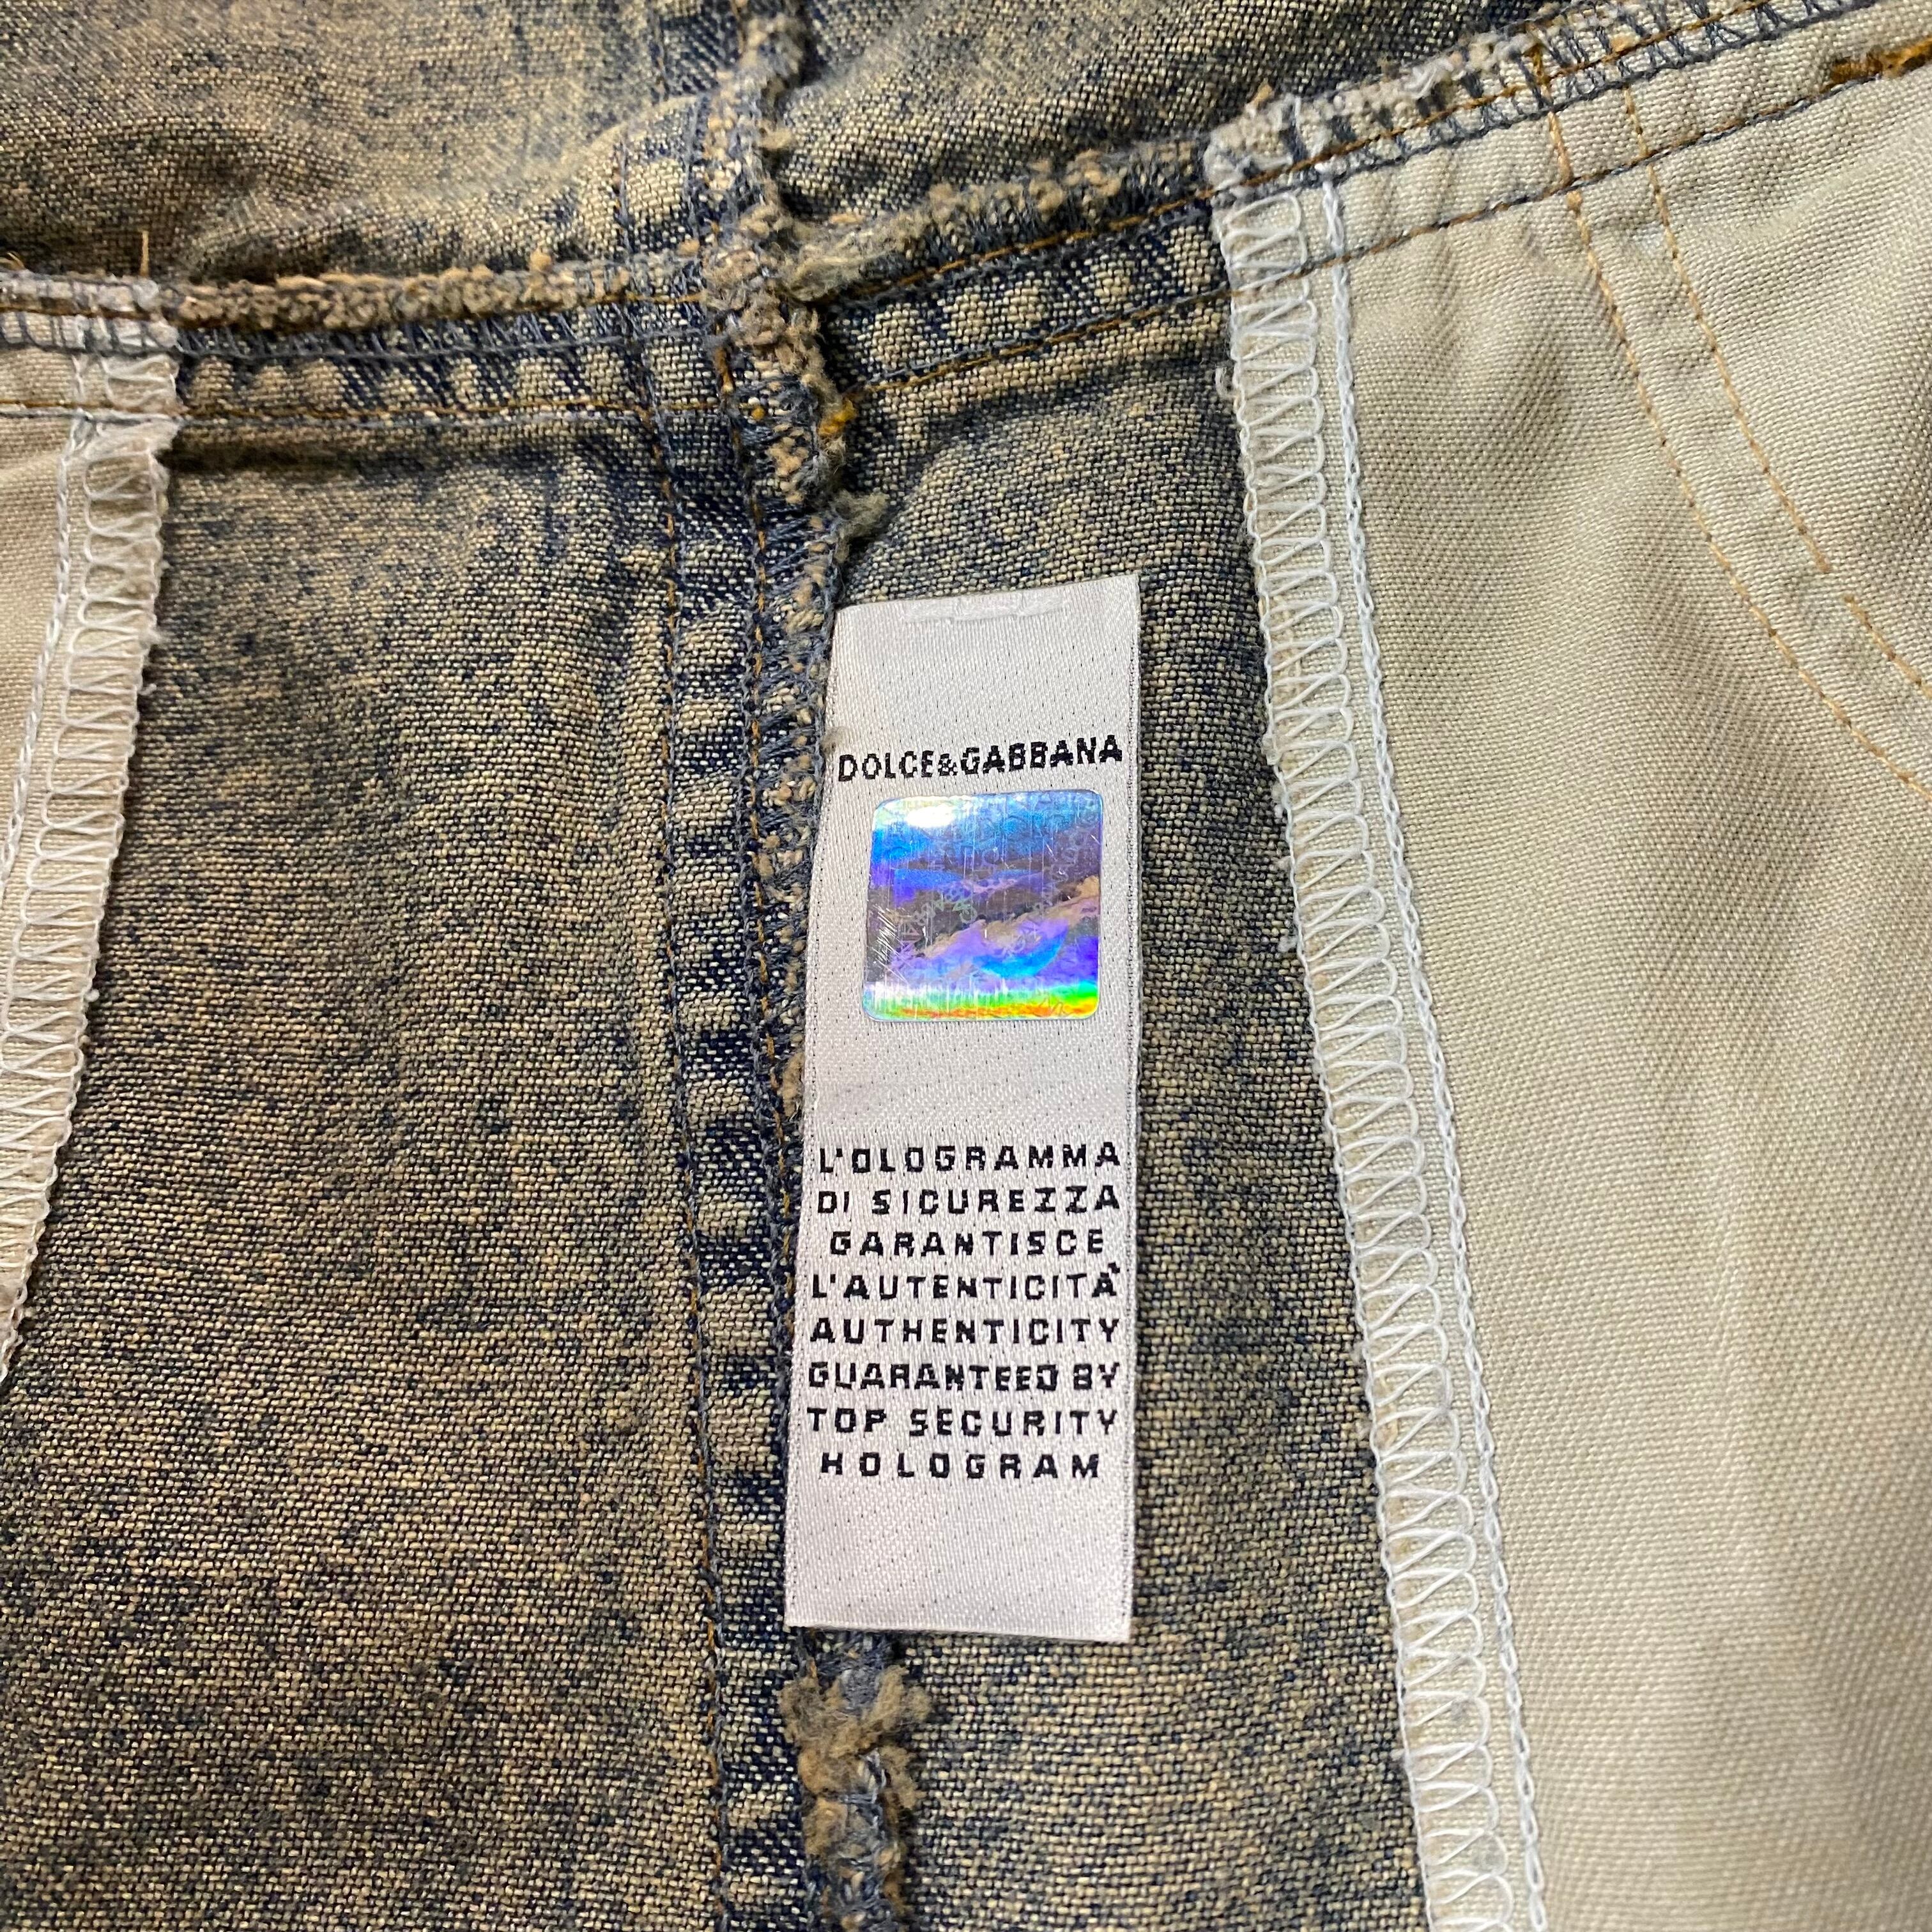 DOLCE&GABBANA
L'OLOGRAMMA
DI SICUREZZA
GARANTISCE
L'AUTENTICITÀ
AUTHENTICITY
GUARANTEED BY
TOP SECURITY
HOLOGRAM